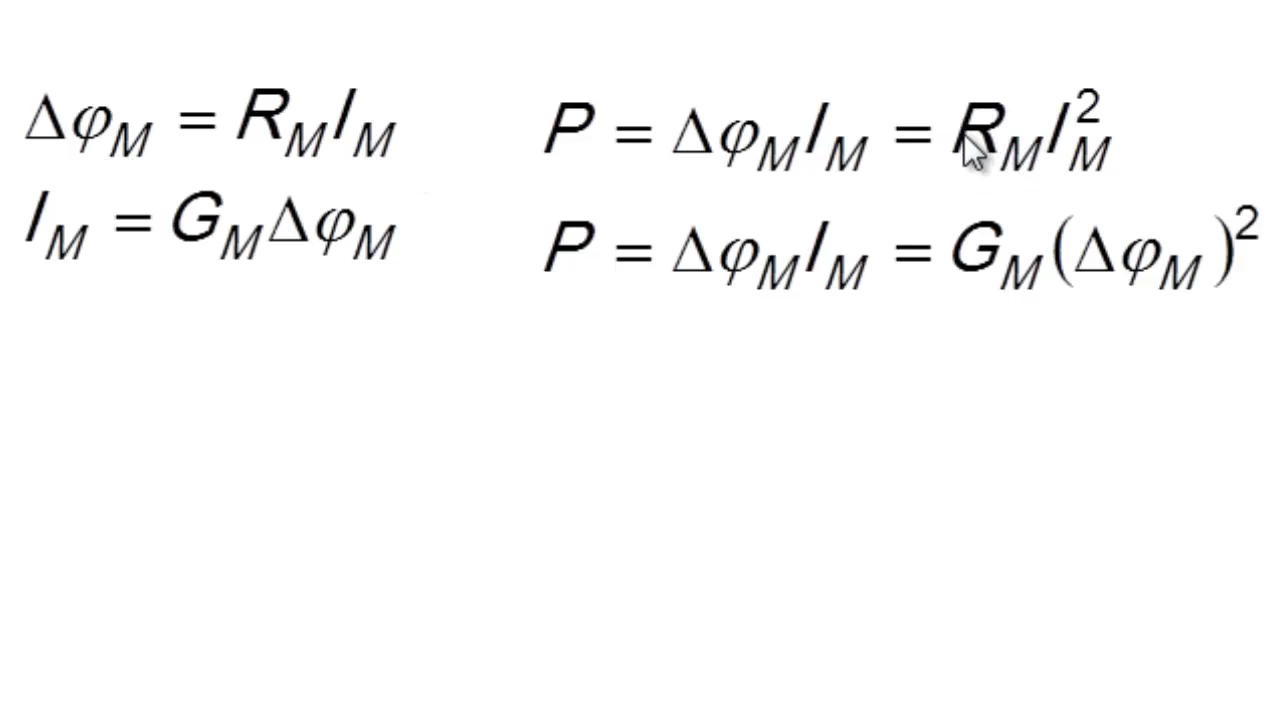 Δφ_M = R_M I_M
I_M = G_M Δφ_M
P = Δφ_M I_M = R_M I_M^2
P = Δφ_M I_M = G_M (Δφ_M)^2